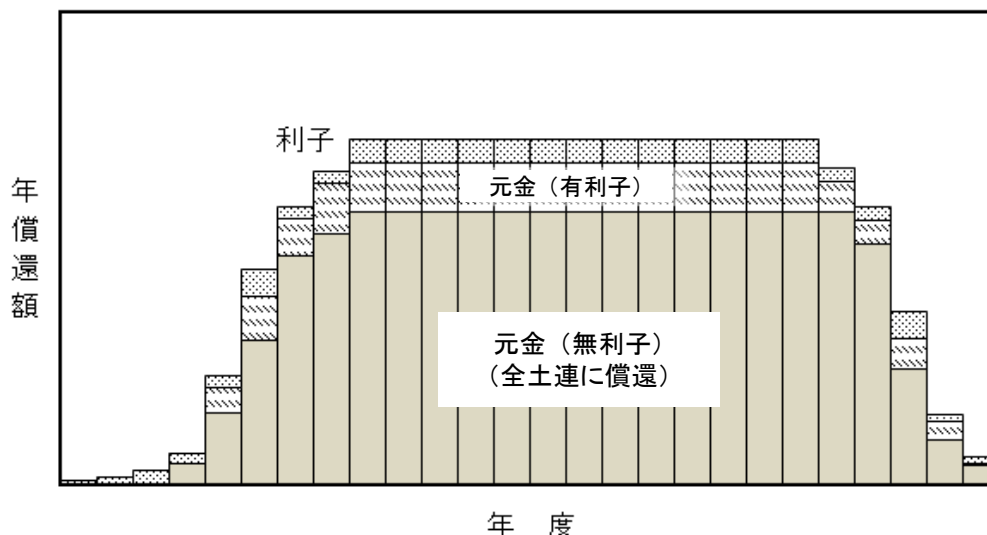 利子
元金（有利子）
元金（無利子）
（全土連に償還）
年償還額
年　度